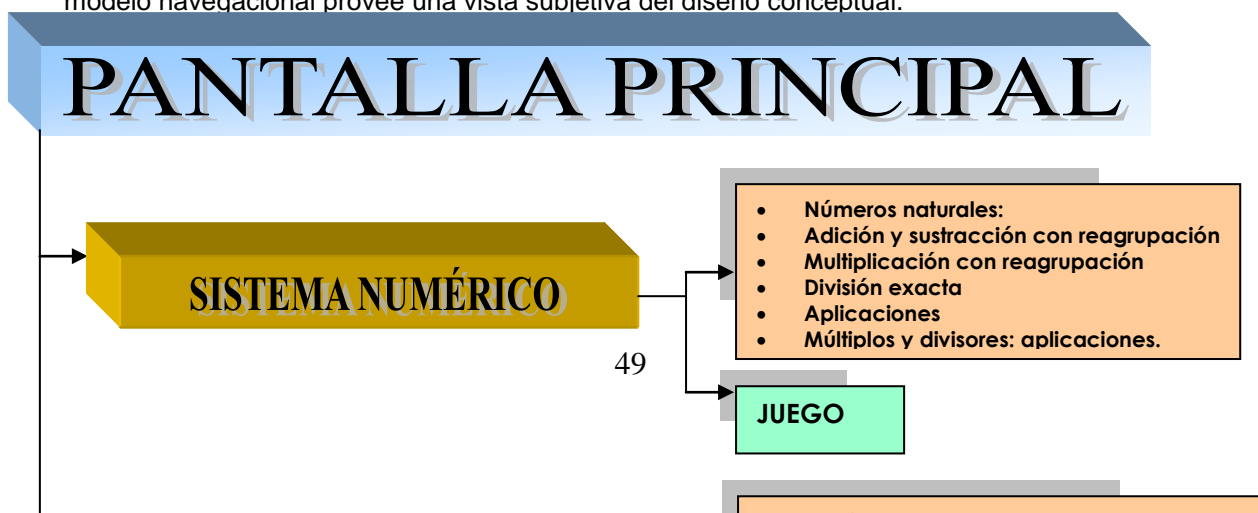 modelo navegacional provee una vista subjetiva del diseño conceptual.
PANTALLA PRINCIPAL
SISTEMA NUMÉRICO
• Números naturales:
• Adición y sustracción con reagrupación
• Multiplicación con reagrupación
• División exacta
• Aplicaciones
• Múltiplos y divisores: aplicaciones.
49
JUEGO